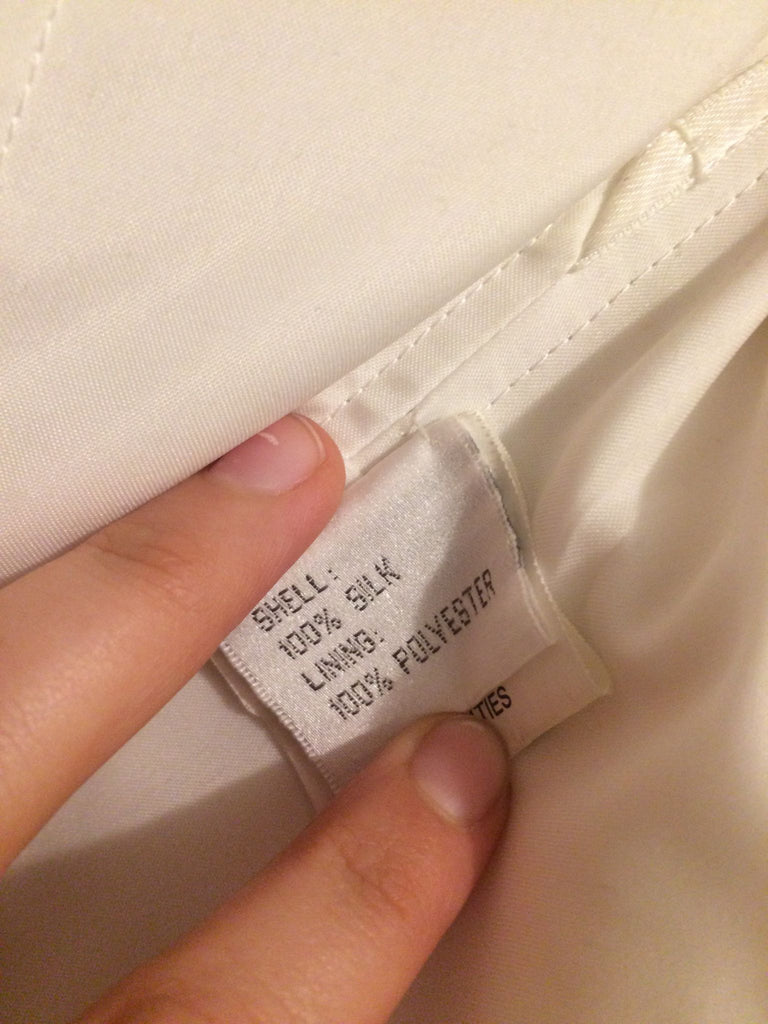 SHELL:
100% SILK
LINING:
100% POLYESTER